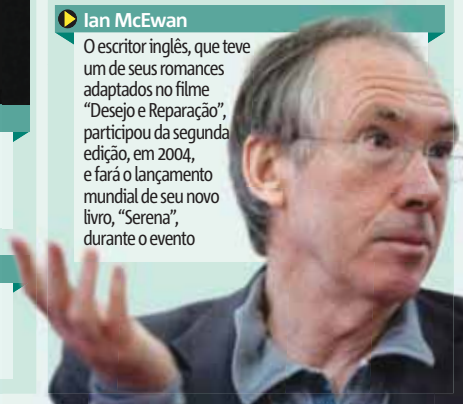 Ian McEwan
O escritor inglês, que teve
um de seus romances
adaptados no filme
“Desejo e Reparação”,
participou da segunda
edição, em 2004,
e fará o lançamento
mundial de seu novo
livro, “Serena”,
durante o evento